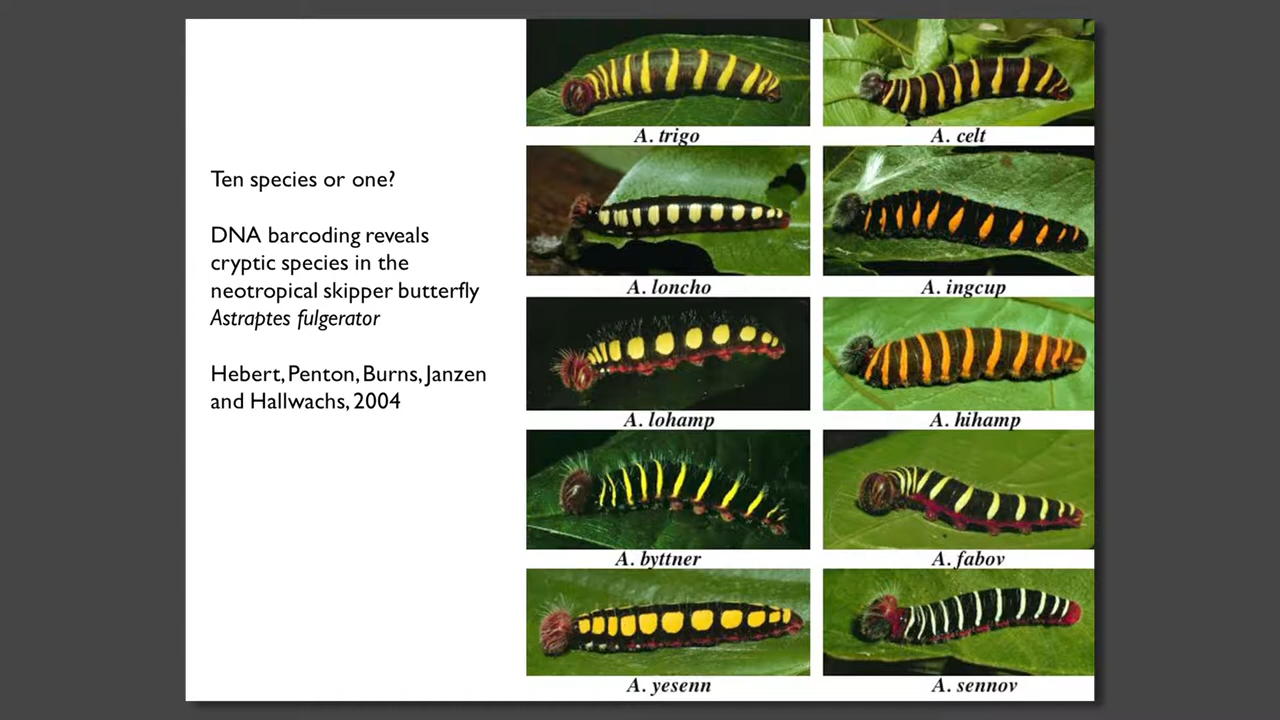 Ten species or one?
DNA barcoding reveals
cryptic species in the
neotropical skipper butterfly
Astraptes fulgerator
Hebert, Penton, Burns, Janzen
and Hallwachs, 2004
A. trigo
A. celt
A. loncho
A. ingcup
A. lohamp
A. hihamp
A. byttner
A. fabov
A. yesenn
A. sennov